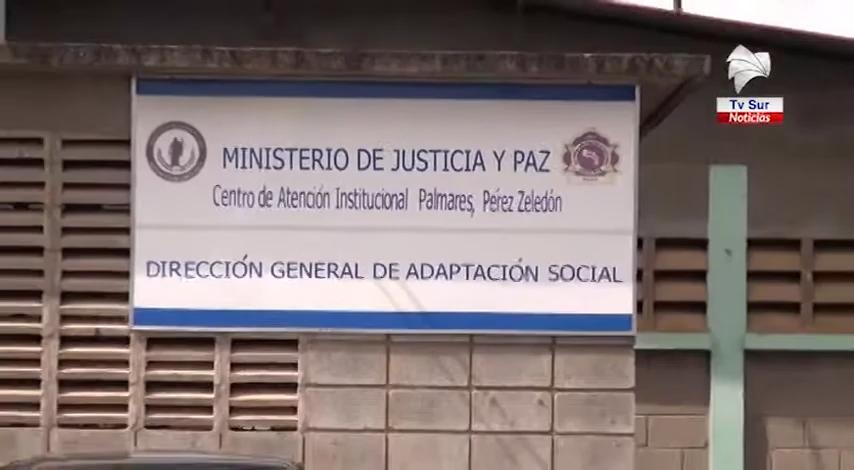 Tv Sur
Noticias
MINISTERIO DE JUSTICIA Y PAZ
Centro de Atención Institucional Palmares, Pérez Zeledón
DIRECCIÓN GENERAL DE ADAPTACIÓN SOCIAL